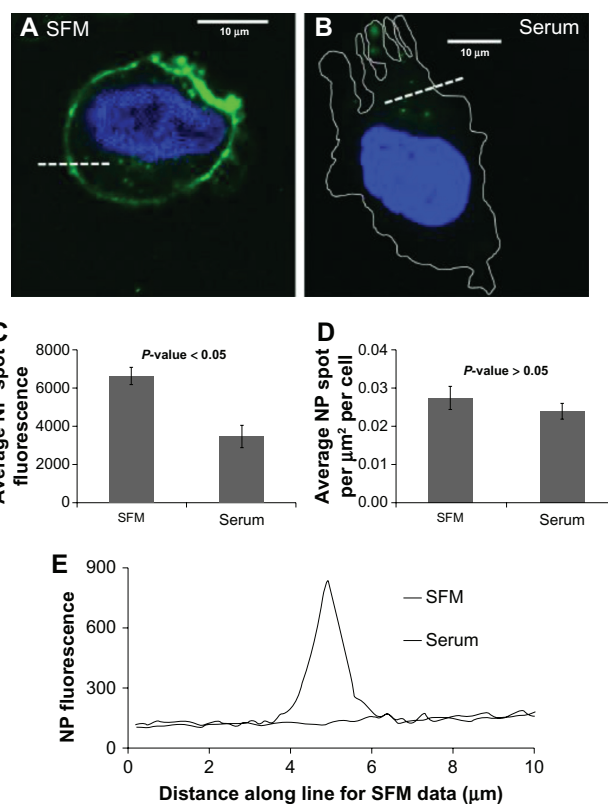 A SFM
10 µm
B
Serum
10 µm
C
Average NP spot
fluorescence
8000
6000
4000
2000
0
P-value < 0.05
SFM
Serum
D
Average NP spot
per µm² per cell
0.04
0.03
0.02
0.01
0.00
P-value > 0.05
SFM
Serum
E
NP fluorescence
900
600
300
0
SFM
Serum
0 2 4 6 8 10
Distance along line for SFM data (µm)